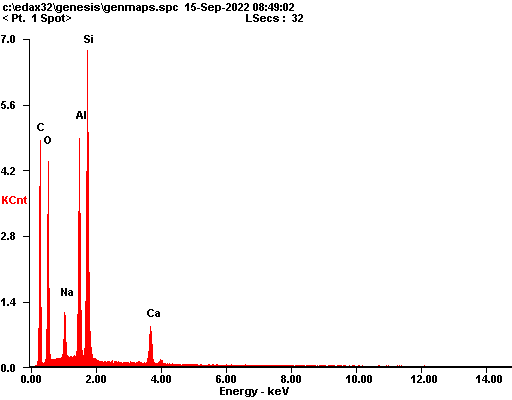 c:\edax32\genesis\genmaps.spc 15-Sep-2022 08:49:02
< Pt. 1 Spot> LSecs : 32
7.0
Si
5.6
Al
C
O
4.2
KCnt
2.8
Na
1.4
Ca
0.0
0.00 2.00 4.00 6.00 8.00 10.00 12.00 14.00
Energy - keV